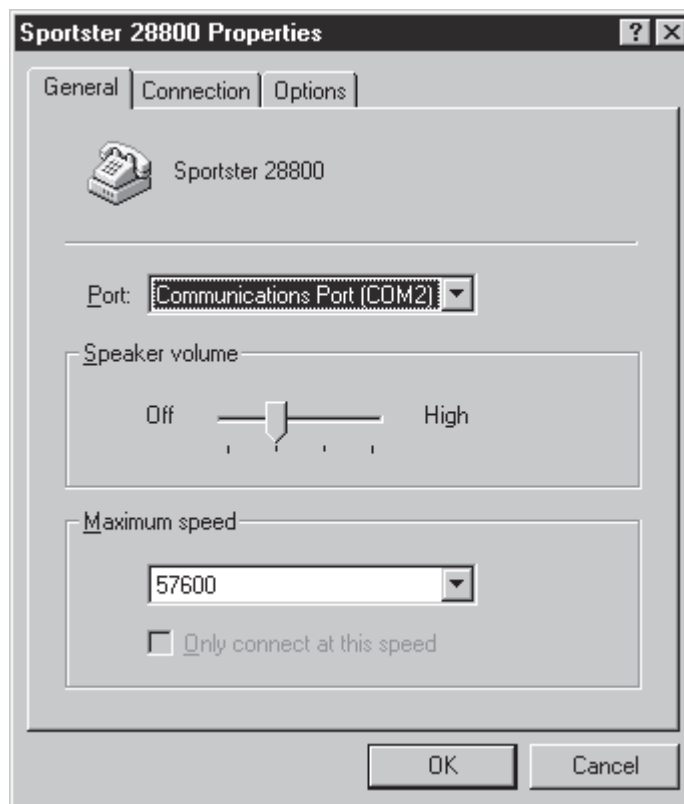 Sportster 28800 Properties
General Connection Options
Sportster 28800
Port: Communications Port (COM2)
Speaker volume
Off High
Maximum speed
57600
Only connect at this speed
OK Cancel